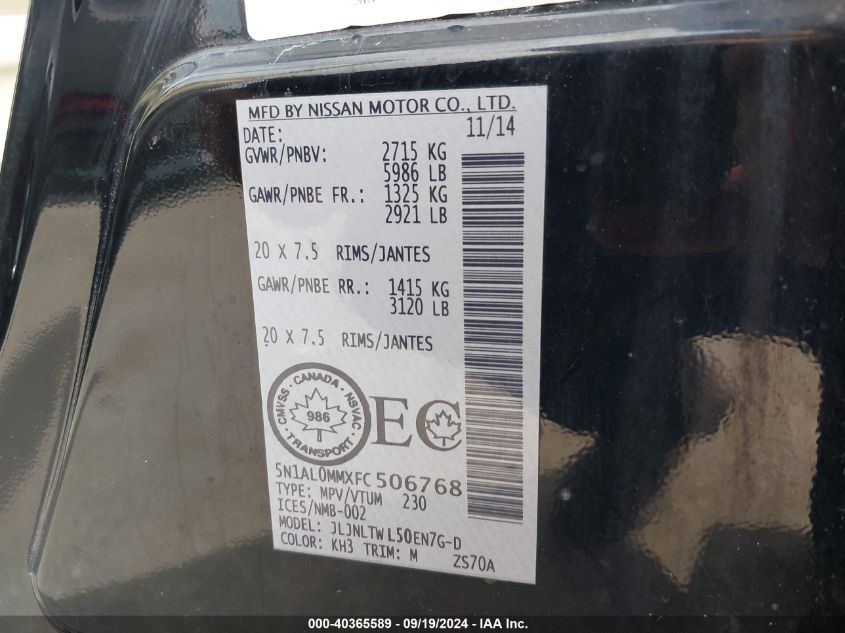 MFD BY NISSAN MOTOR CO., LTD.
DATE: 11/14
GVWR/PNBV: 2715 KG
5986 LB
GAWR/PNBE FR.: 1325 KG
2921 LB
20 X 7.5 RIMS/JANTES
GAWR/PNBE RR.: 1415 KG
3120 LB
20 X 7.5 RIMS/JANTES
CMVSS · CANADA · NSVAC
986
TRANSPORT
EC
5N1AL0MMXFC506768
TYPE: MPV/VTUM 230
ICES/NMB-002
MODEL: JLJNLTWL50EN7G-D
COLOR: KH3 TRIM: M ZS70A
000-40365589 - 09/19/2024 - IAA Inc.